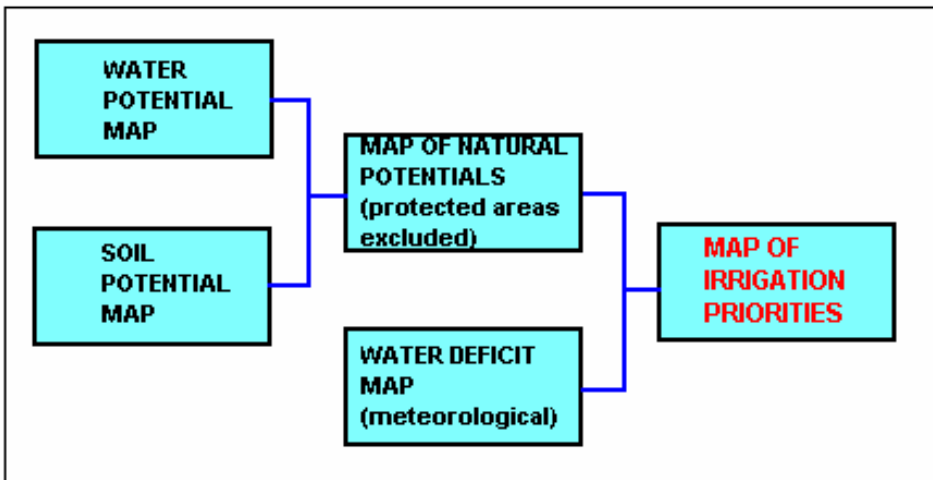 WATER
POTENTIAL
MAP
SOIL
POTENTIAL
MAP
MAP OF NATURAL
POTENTIALS
(protected areas
excluded)
WATER DEFICIT
MAP
(meteorological)
MAP OF
IRRIGATION
PRIORITIES